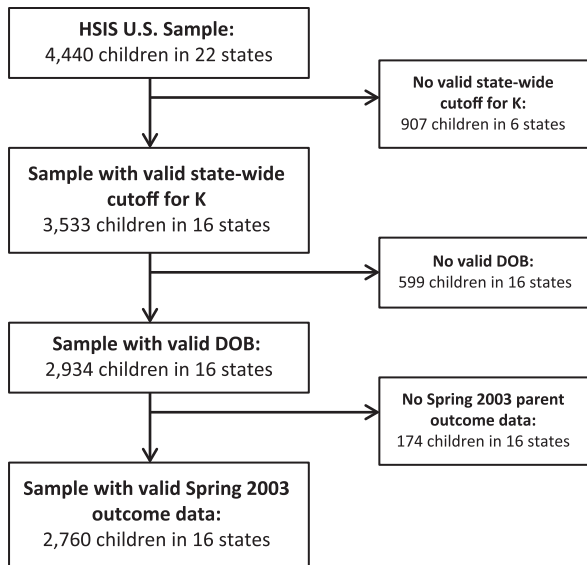 HSIS U.S. Sample:
4,440 children in 22 states
No valid state-wide
cutoff for K:
907 children in 6 states
Sample with valid state-wide
cutoff for K
3,533 children in 16 states
No valid DOB:
599 children in 16 states
Sample with valid DOB:
2,934 children in 16 states
No Spring 2003 parent
outcome data:
174 children in 16 states
Sample with valid Spring 2003
outcome data:
2,760 children in 16 states